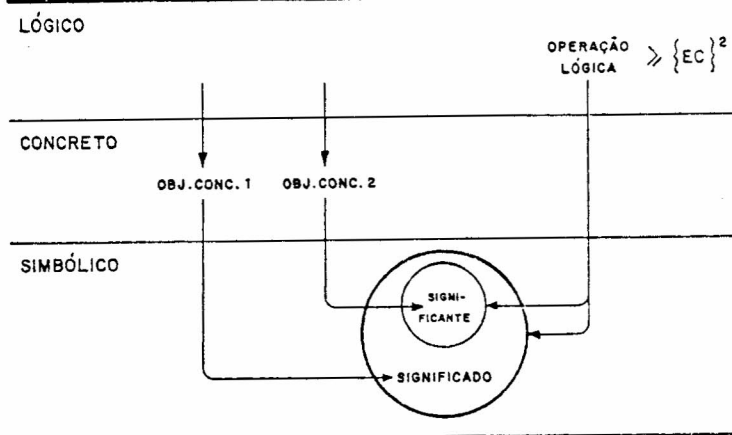 LÓGICO
OPERAÇÃO
LÓGICA
⩾ {EC}²
CONCRETO
OBJ.CONC. 1
OBJ.CONC. 2
SIMBÓLICO
SIGNI-
FICANTE
SIGNIFICADO